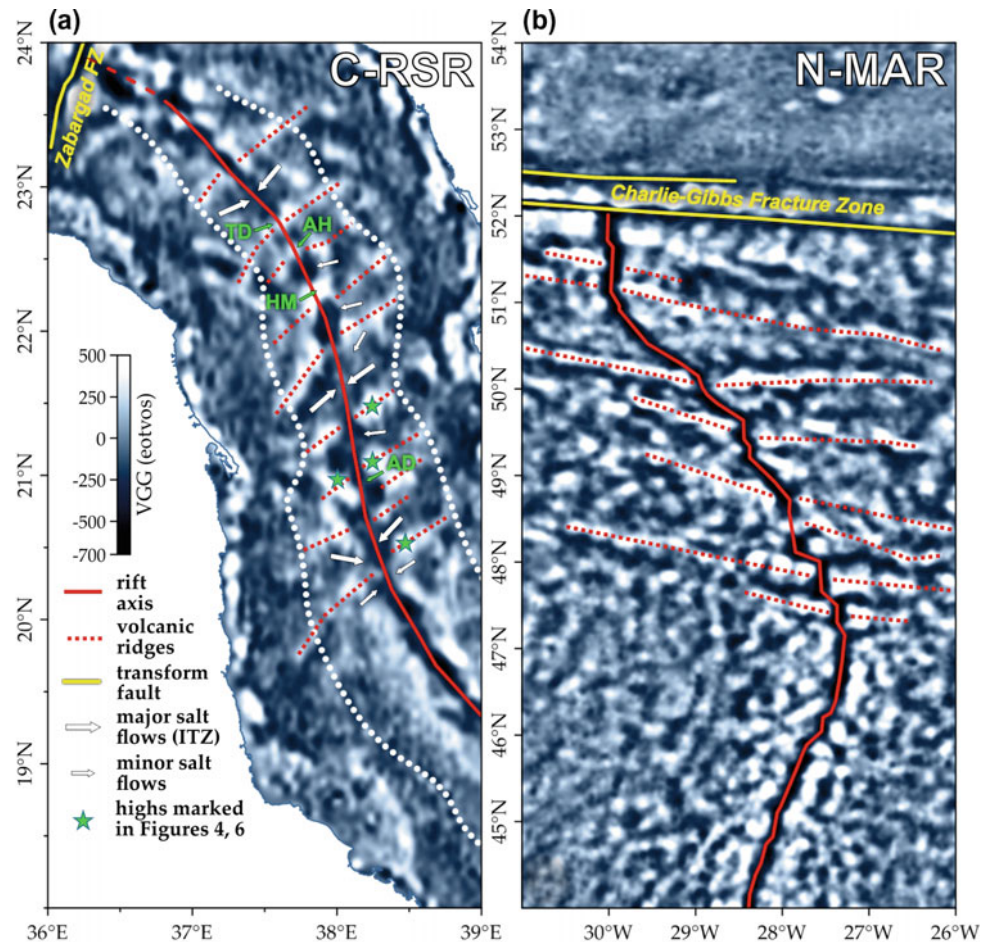 (a)
C-RSR
24°N
23°N
22°N
21°N
20°N
19°N
36°E
37°E
38°E
39°E
Zabargad FZ
TD
AH
HM
AD
500
250
0
-250
-500
-700
VGG (eotvos)
rift
axis
volcanic
ridges
transform
fault
major salt
flows (ITZ)
minor salt
flows
highs marked
in Figures 4, 6
(b)
N-MAR
54°N
53°N
52°N
51°N
50°N
49°N
48°N
47°N
46°N
45°N
30°W
29°W
28°W
27°W
26°W
Charlie-Gibbs Fracture Zone